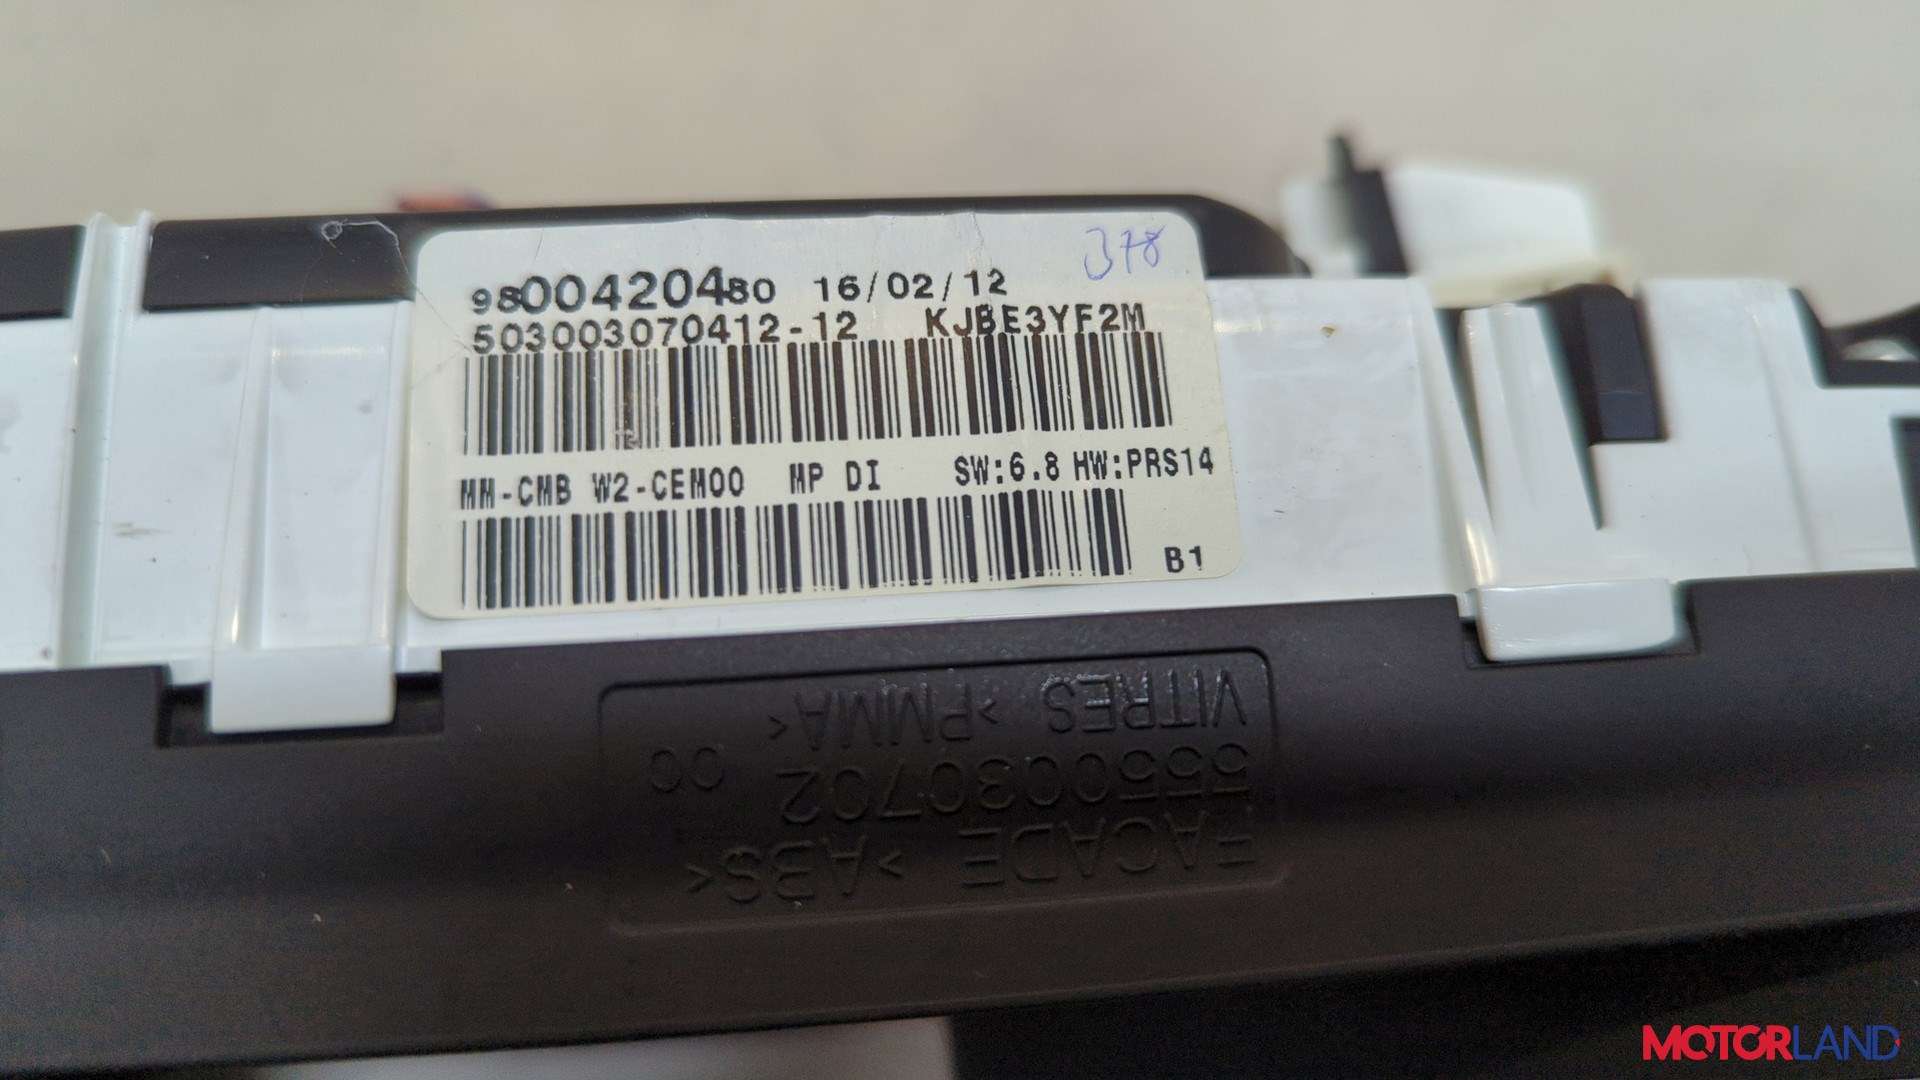 378
9800420480 16/02/12
503003070412-12 KJBE3YF2M
MM-CMB W2-CEM00 MP DI SW:6.8 HW:PRS14
B1
FACADE >ABS<
5550030702 00
VITRES >PMMA<
MOTORLAND